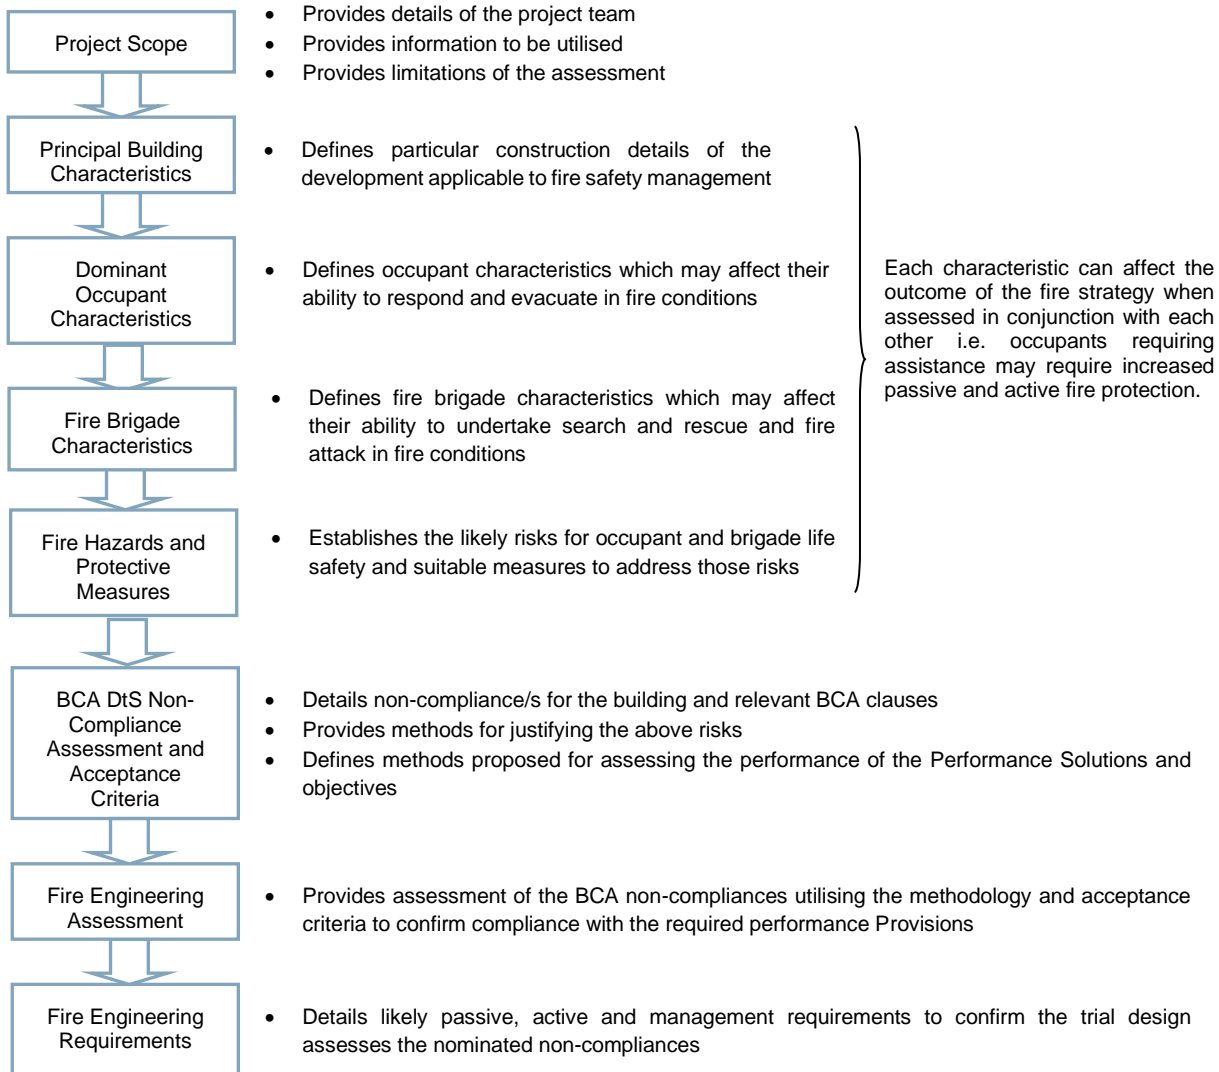 Project Scope
• Provides details of the project team
• Provides information to be utilised
• Provides limitations of the assessment
Principal Building
Characteristics
• Defines particular construction details of the
development applicable to fire safety management
Dominant
Occupant
Characteristics
• Defines occupant characteristics which may affect their
ability to respond and evacuate in fire conditions
Fire Brigade
Characteristics
• Defines fire brigade characteristics which may affect
their ability to undertake search and rescue and fire
attack in fire conditions
Fire Hazards and
Protective
Measures
• Establishes the likely risks for occupant and brigade life
safety and suitable measures to address those risks
Each characteristic can affect the
outcome of the fire strategy when
assessed in conjunction with each
other i.e. occupants requiring
assistance may require increased
passive and active fire protection.
BCA DtS Non-
Compliance
Assessment and
Acceptance
Criteria
• Details non-compliance/s for the building and relevant BCA clauses
• Provides methods for justifying the above risks
• Defines methods proposed for assessing the performance of the Performance Solutions and
objectives
Fire Engineering
Assessment
• Provides assessment of the BCA non-compliances utilising the methodology and acceptance
criteria to confirm compliance with the required performance Provisions
Fire Engineering
Requirements
• Details likely passive, active and management requirements to confirm the trial design
assesses the nominated non-compliances